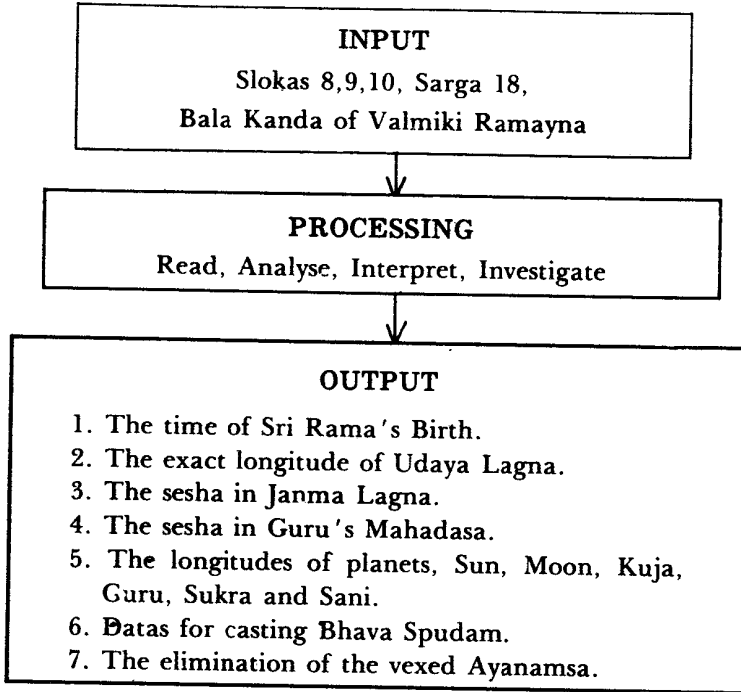 INPUT
Slokas 8,9,10, Sarga 18,
Bala Kanda of Valmiki Ramayna
PROCESSING
Read, Analyse, Interpret, Investigate
OUTPUT
1. The time of Sri Rama's Birth.
2. The exact longitude of Udaya Lagna.
3. The sesha in Janma Lagna.
4. The sesha in Guru's Mahadasa.
5. The longitudes of planets, Sun, Moon, Kuja,
Guru, Sukra and Sani.
6. Datas for casting Bhava Spudam.
7. The elimination of the vexed Ayanamsa.